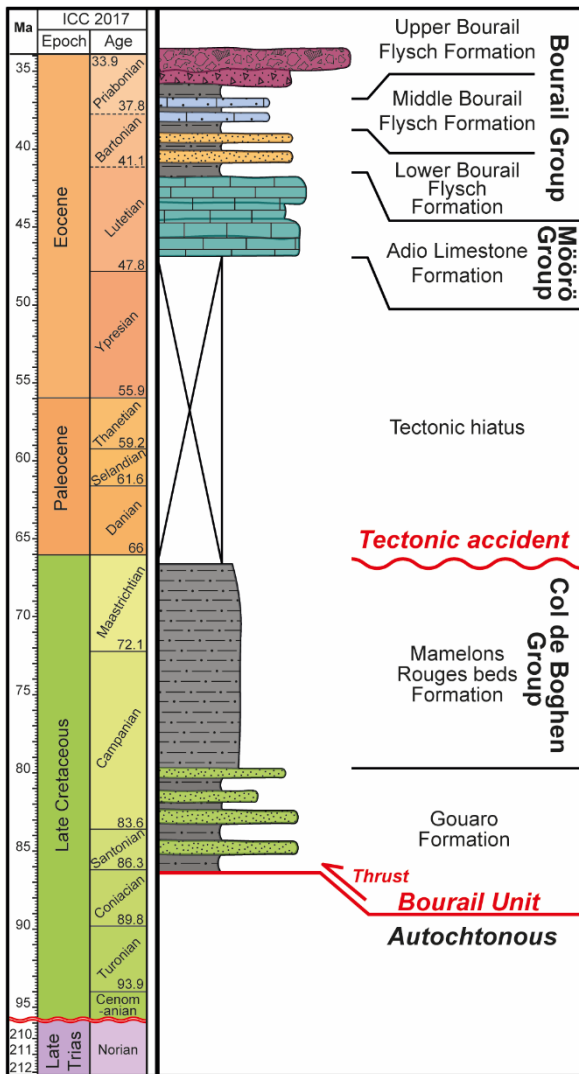 Ma
ICC 2017
Epoch
Age
35
40
45
50
55
60
65
70
75
80
85
90
95
210
211
212
Eocene
Paleocene
Late Cretaceous
Late
Trias
33.9
Priabonian
37.8
Bartonian
41.1
Lutetian
47.8
Ypresian
55.9
Thanetian
59.2
Selandian
61.6
Danian
66
Maastrichtian
72.1
Campanian
83.6
Santonian
86.3
Coniacian
89.8
Turonian
93.9
Cenom
-anian
Norian
Upper Bourail
Flysch Formation
Middle Bourail
Flysch Formation
Lower Bourail
Flysch
Formation
Bourail Group
Adio Limestone
Formation
Möörö
Group
Tectonic hiatus
Tectonic accident
Mamelons
Rouges beds
Formation
Col de Boghen
Group
Gouaro
Formation
Thrust
Bourail Unit
Autochtonous